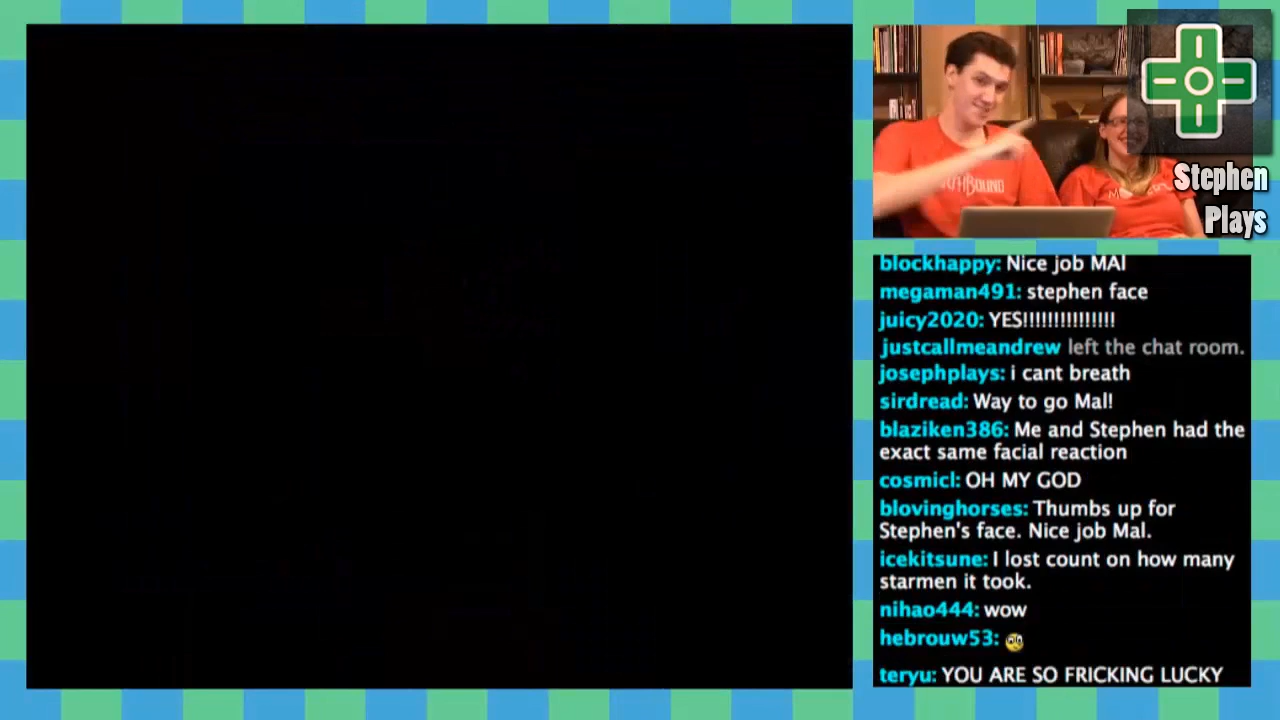 Stephen
Plays
blockhappy: Nice job MAl
megaman491: stephen face
juicy2020: YES!!!!!!!!!!!!!!!
justcallmeandrew left the chat room.
josephplays: i cant breath
sirdread: Way to go Mal!
blaziken386: Me and Stephen had the
exact same facial reaction
cosmicl: OH MY GOD
blovinghorses: Thumbs up for
Stephen's face. Nice job Mal.
icekitsune: I lost count on how many
starmen it took.
nihao444: wow
hebrouw53:
teryu: YOU ARE SO FRICKING LUCKY